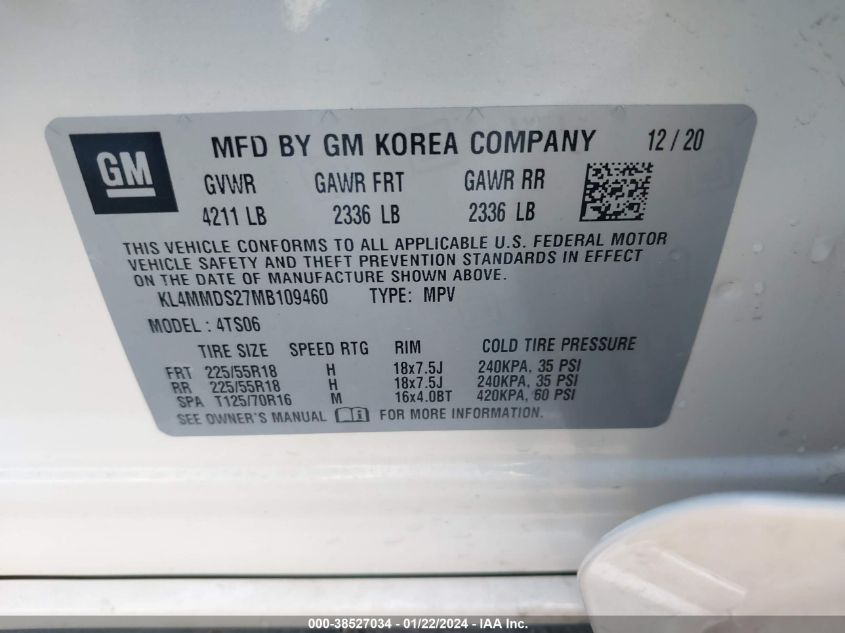 GM
MFD BY GM KOREA COMPANY 12 / 20
GVWR GAWR FRT GAWR RR
4211 LB 2336 LB 2336 LB
THIS VEHICLE CONFORMS TO ALL APPLICABLE U.S. FEDERAL MOTOR
VEHICLE SAFETY AND THEFT PREVENTION STANDARDS IN EFFECT
ON THE DATE OF MANUFACTURE SHOWN ABOVE.
KL4MMDS27MB109460 TYPE: MPV
MODEL : 4TS06
TIRE SIZE SPEED RTG RIM COLD TIRE PRESSURE
FRT 225/55R18 H 18x7.5J 240KPA, 35 PSI
RR 225/55R18 H 18x7.5J 240KPA, 35 PSI
SPA T125/70R16 M 16x4.0BT 420KPA, 60 PSI
SEE OWNER'S MANUAL FOR MORE INFORMATION.
000-38527034 - 01/22/2024 - IAA Inc.